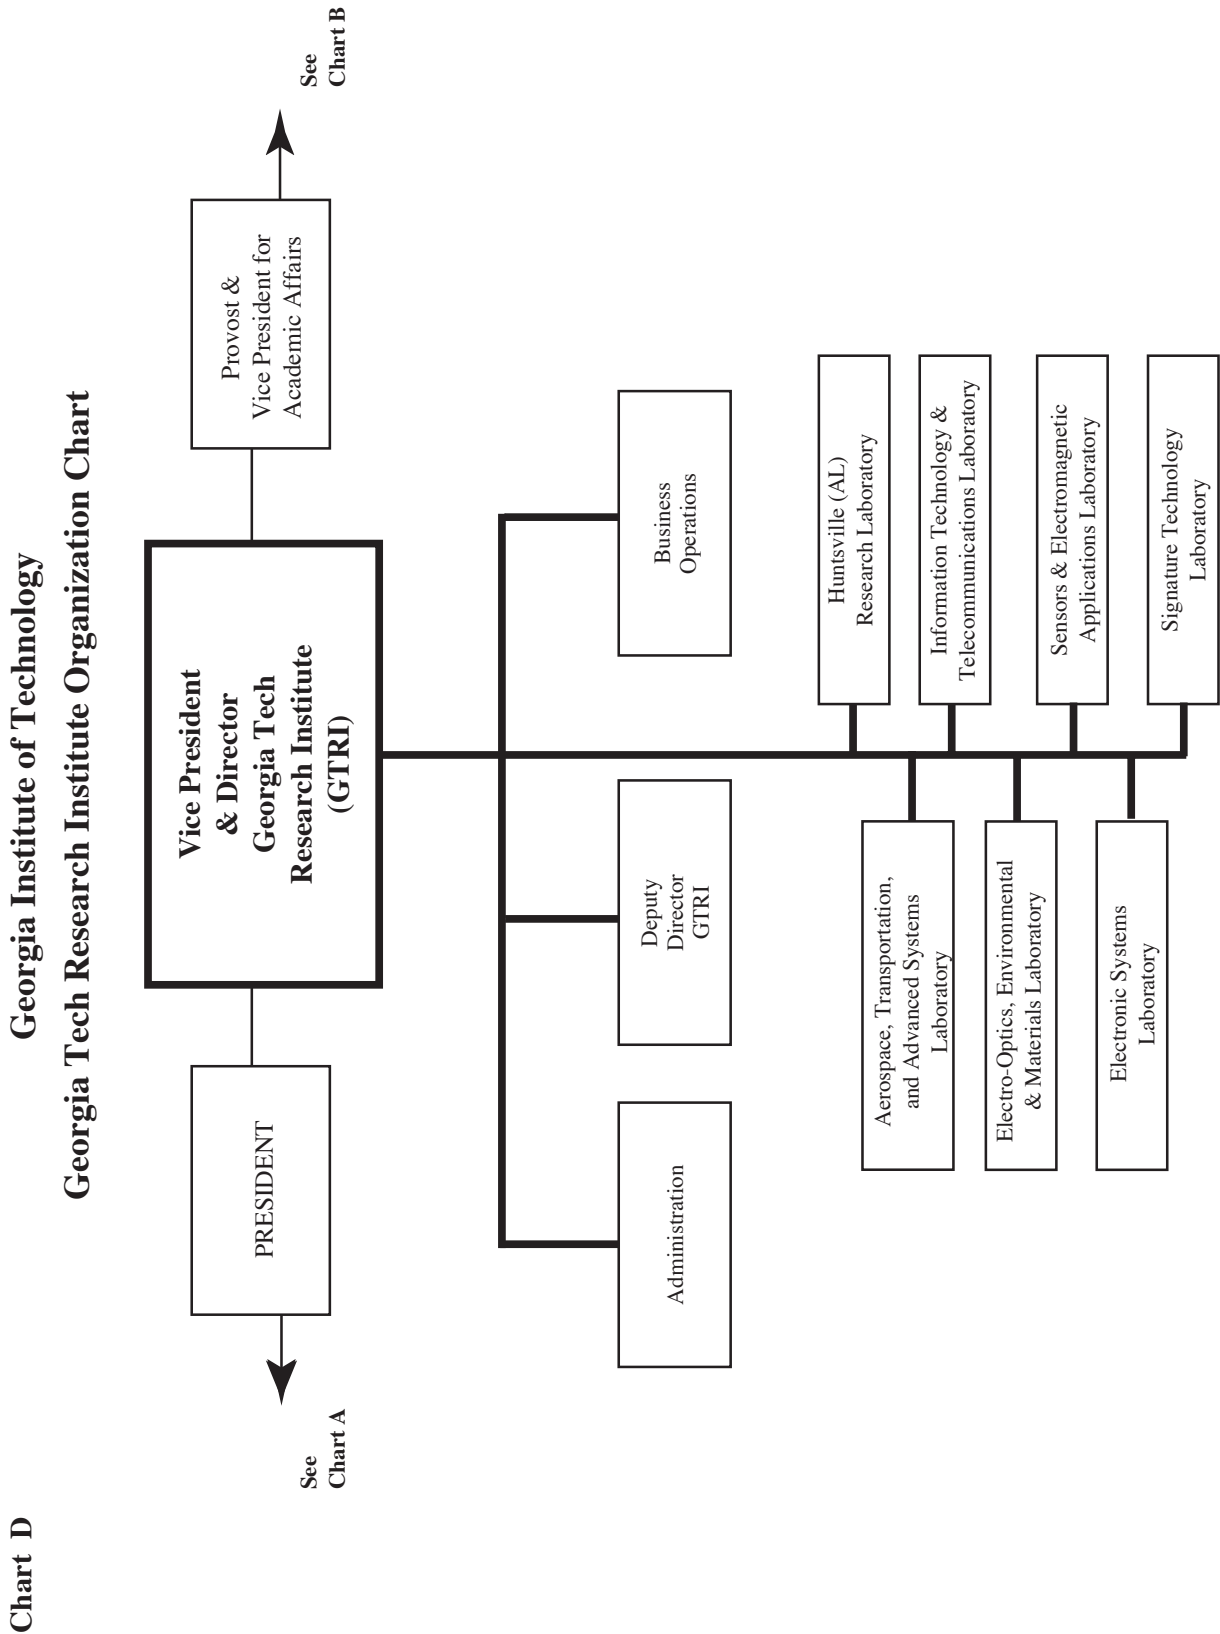 Chart D
Georgia Institute of Technology
Georgia Tech Research Institute Organization Chart
See
Chart A
PRESIDENT
Vice President
& Director
Georgia Tech
Research Institute
(GTRI)
Provost &
Vice President for
Academic Affairs
See
Chart B
Administration
Deputy
Director
GTRI
Business
Operations
Aerospace, Transportation,
and Advanced Systems
Laboratory
Huntsville (AL)
Research Laboratory
Electro-Optics, Environmental
& Materials Laboratory
Information Technology &
Telecommunications Laboratory
Electronic Systems
Laboratory
Sensors & Electromagnetic
Applications Laboratory
Signature Technology
Laboratory